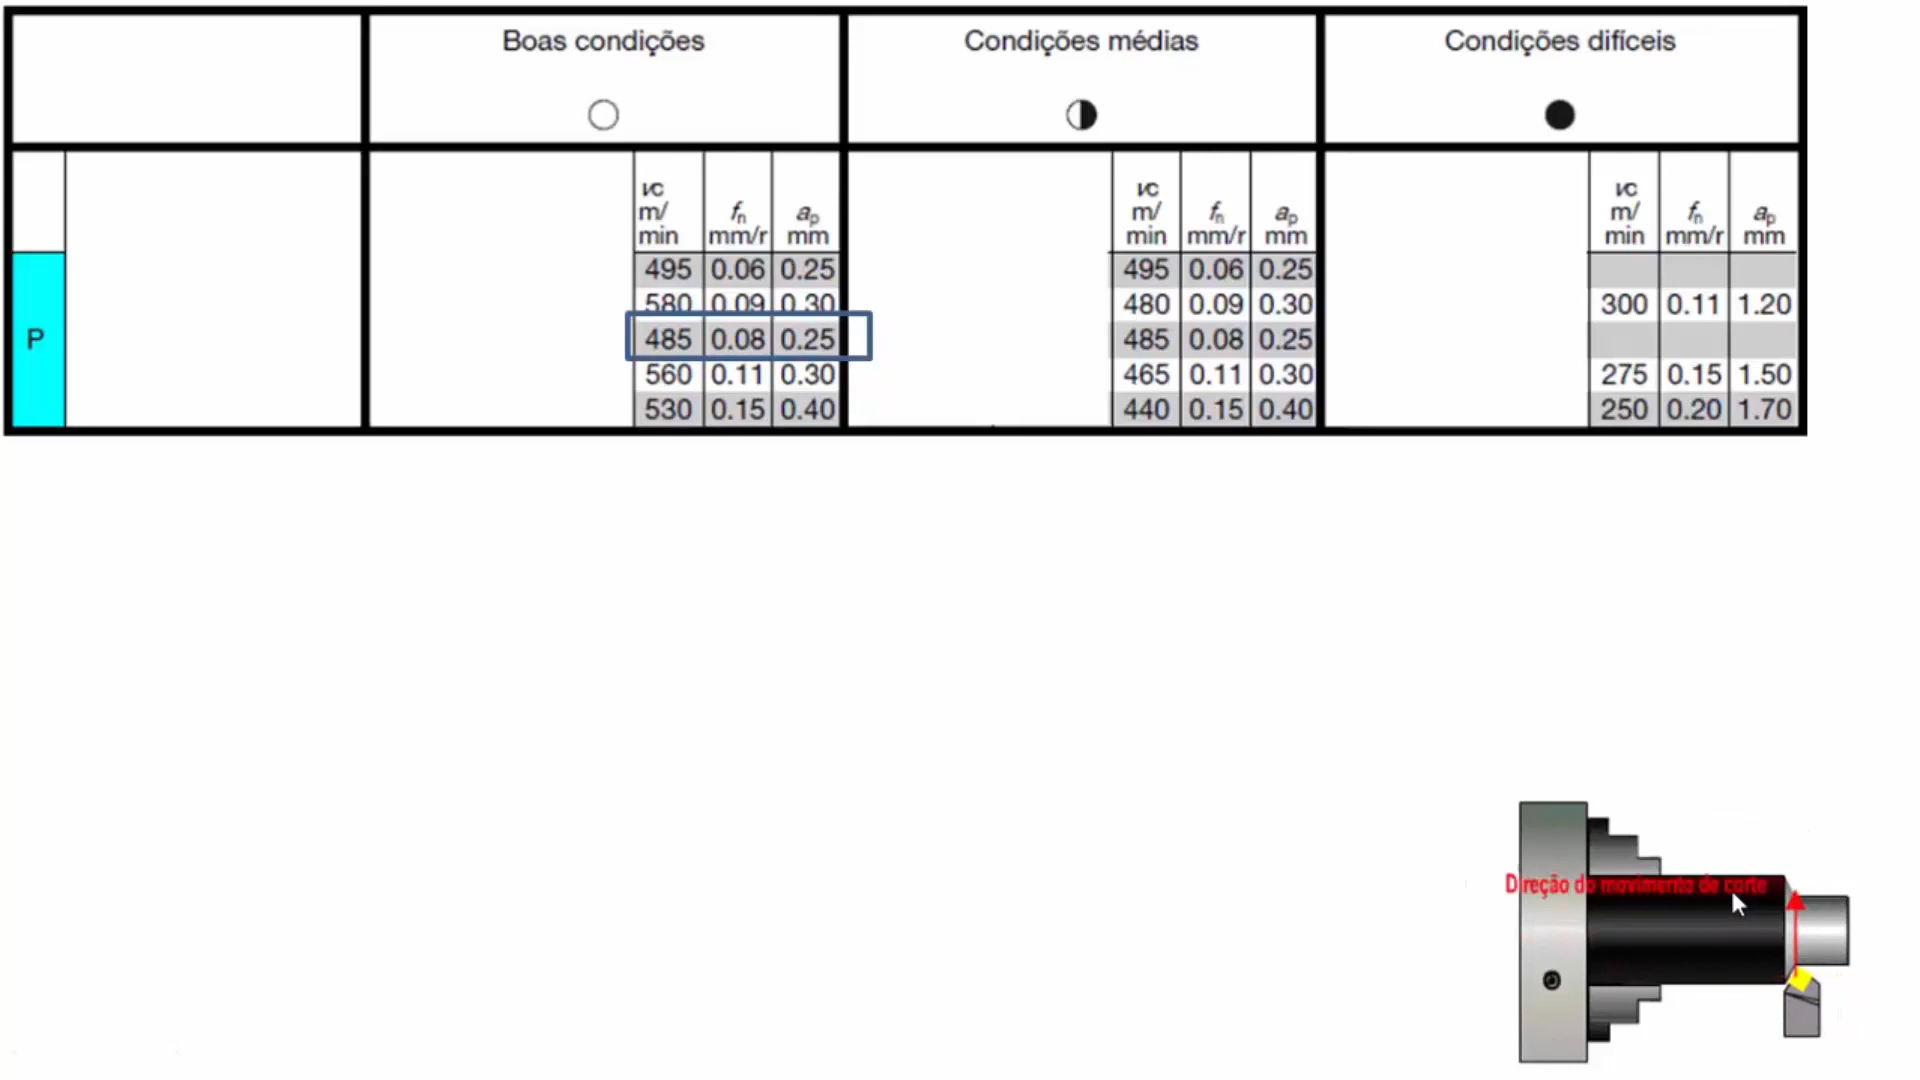 Boas condições Condições médias Condições difíceis
vc vc vc
m/ fn ap m/ fn ap m/ fn ap
min mm/r mm min mm/r mm min mm/r mm
495 0.06 0.25 495 0.06 0.25
580 0.09 0.30 480 0.09 0.30 300 0.11 1.20
P 485 0.08 0.25 485 0.08 0.25
560 0.11 0.30 465 0.11 0.30 275 0.15 1.50
530 0.15 0.40 440 0.15 0.40 250 0.20 1.70
Direção do movimento de corte